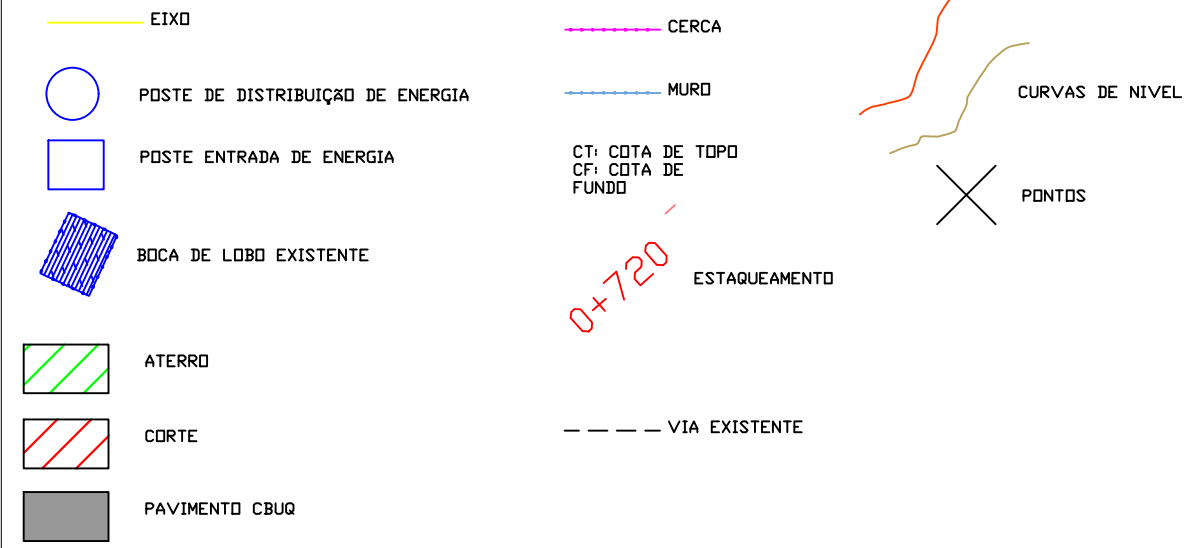 EIXO
POSTE DE DISTRIBUIÇÃO DE ENERGIA
POSTE ENTRADA DE ENERGIA
BOCA DE LOBO EXISTENTE
ATERRO
CORTE
PAVIMENTO CBUQ
CERCA
MURO
CT: COTA DE TOPO
CF: COTA DE
FUNDO
0+720
ESTAQUEAMENTO
VIA EXISTENTE
CURVAS DE NIVEL
PONTOS